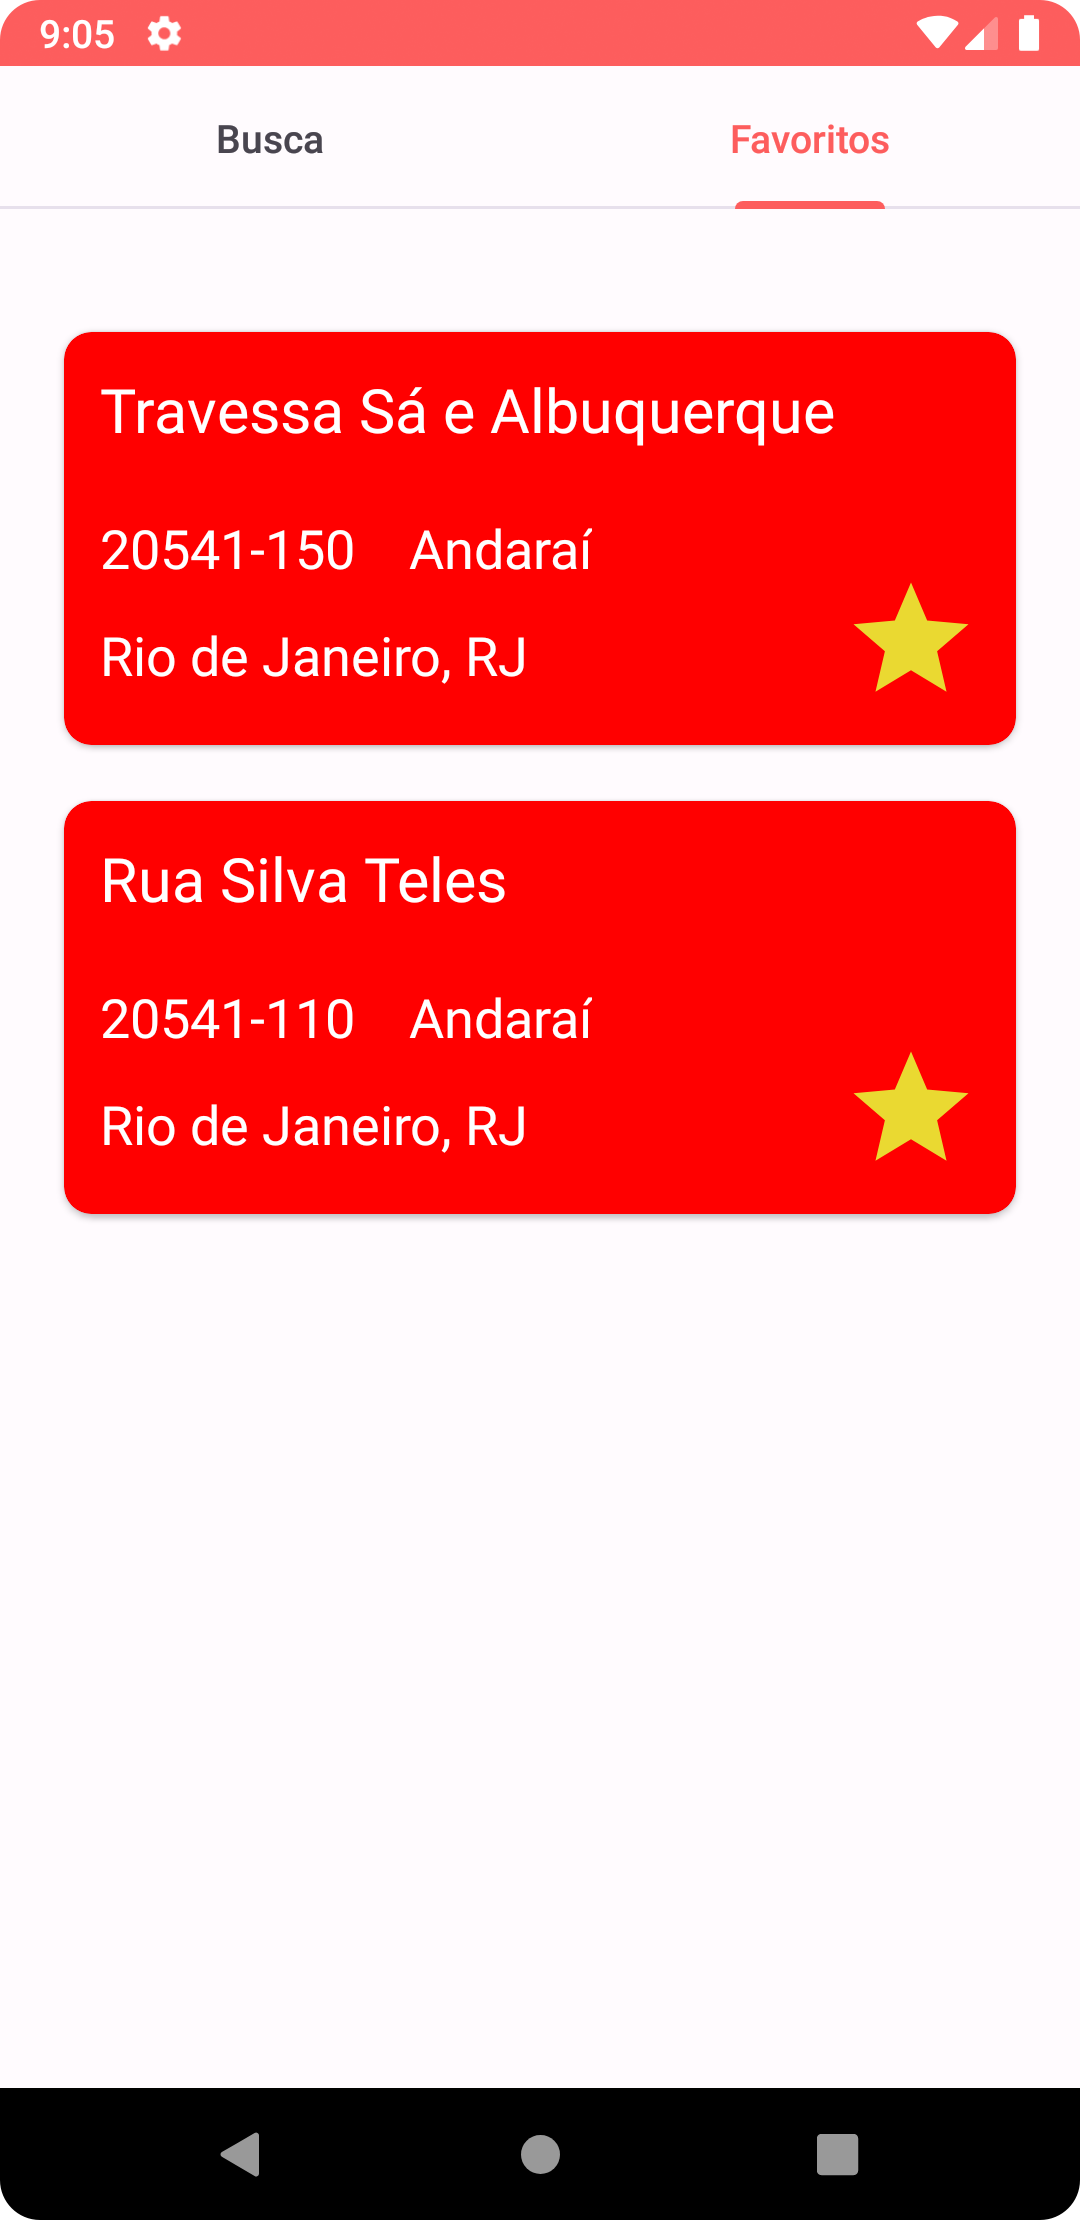 9:05
Busca
Favoritos
Travessa Sá e Albuquerque
20541-150 Andaraí
Rio de Janeiro, RJ
Rua Silva Teles
20541-110 Andaraí
Rio de Janeiro, RJ